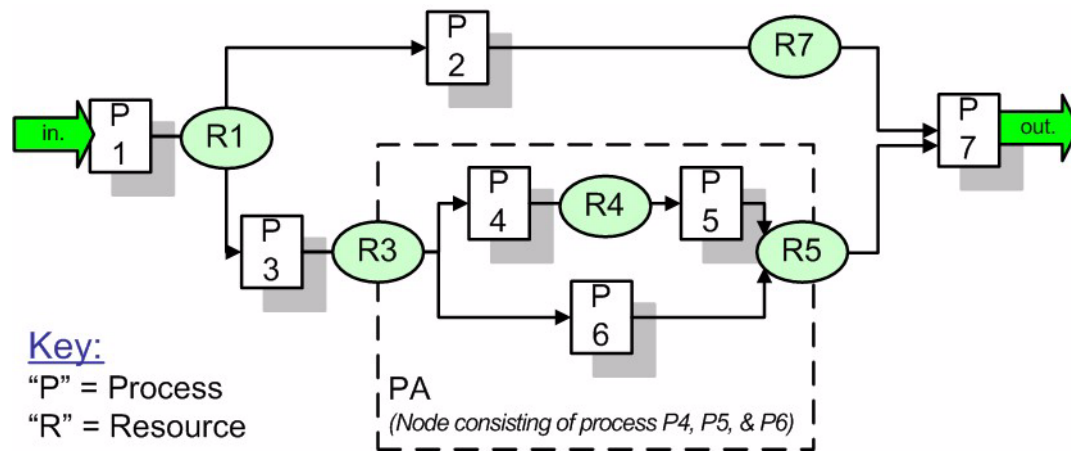 P
2
R7
in.
P
1
R1
P
7
out.
P
4
R4
P
5
P
3
R3
R5
P
6
Key:
“P” = Process
“R” = Resource
PA
(Node consisting of process P4, P5, & P6)